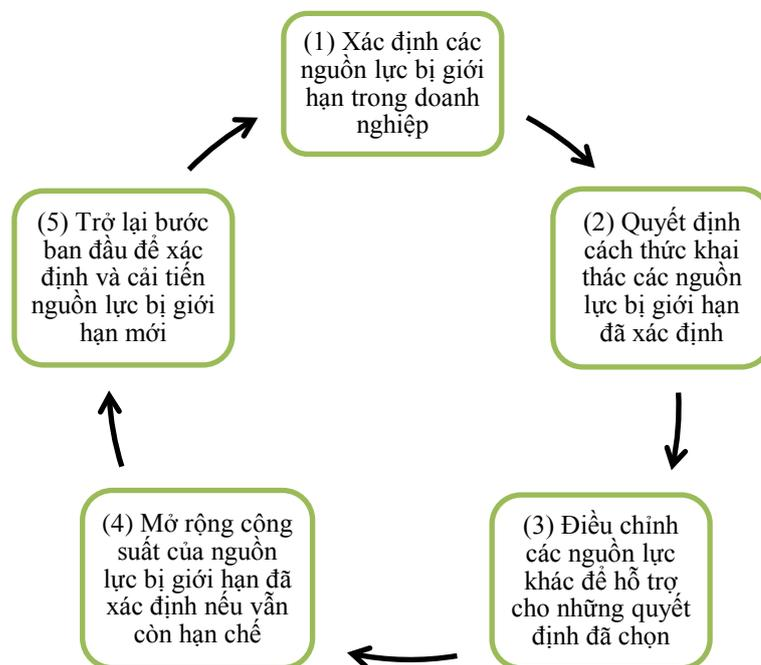 (1) Xác định các
nguồn lực bị giới
hạn trong doanh
nghiệp
(2) Quyết định
cách thức khai
thác các nguồn
lực bị giới hạn
đã xác định
(3) Điều chỉnh
các nguồn lực
khác để hỗ trợ
cho những quyết
định đã chọn
(4) Mở rộng công
suất của nguồn
lực bị giới hạn đã
xác định nếu vẫn
còn hạn chế
(5) Trở lại bước
ban đầu để xác
định và cải tiến
nguồn lực bị giới
hạn mới